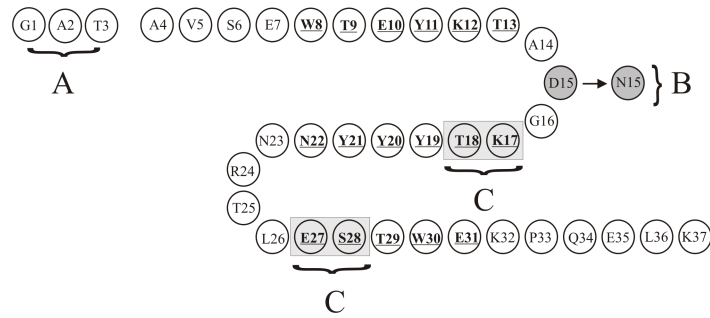 G1 A2 T3 A4 V5 S6 E7 W8 T9 E10 Y11 K12 T13
A14
A
D15 N15 B
G16
N23 N22 Y21 Y20 Y19 T18 K17
R24
C
T25
L26 E27 S28 T29 W30 E31 K32 P33 Q34 E35 L36 K37
C